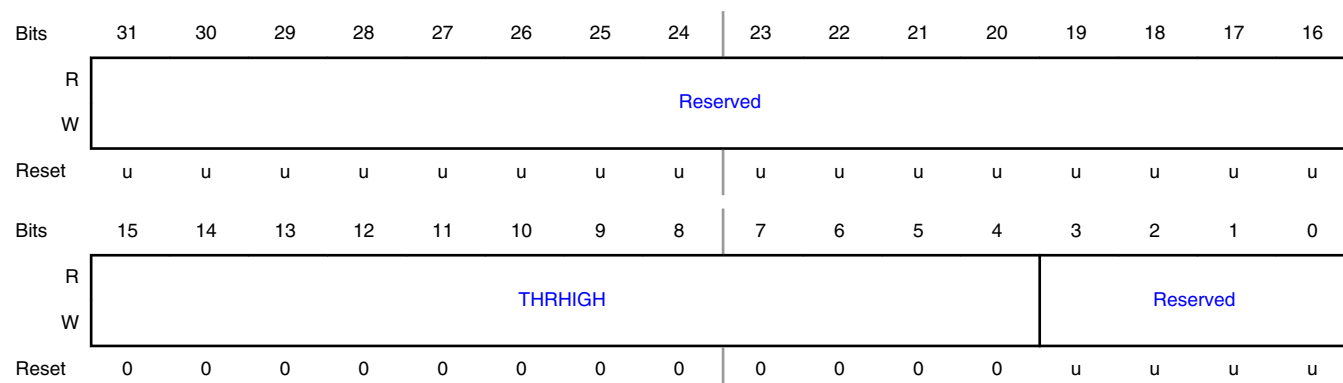 Bits 31 30 29 28 27 26 25 24 23 22 21 20 19 18 17 16
R
Reserved
W
Reset u u u u u u u u u u u u u u u u
Bits 15 14 13 12 11 10 9 8 7 6 5 4 3 2 1 0
R
THRHIGH Reserved
W
Reset 0 0 0 0 0 0 0 0 0 0 0 0 u u u u